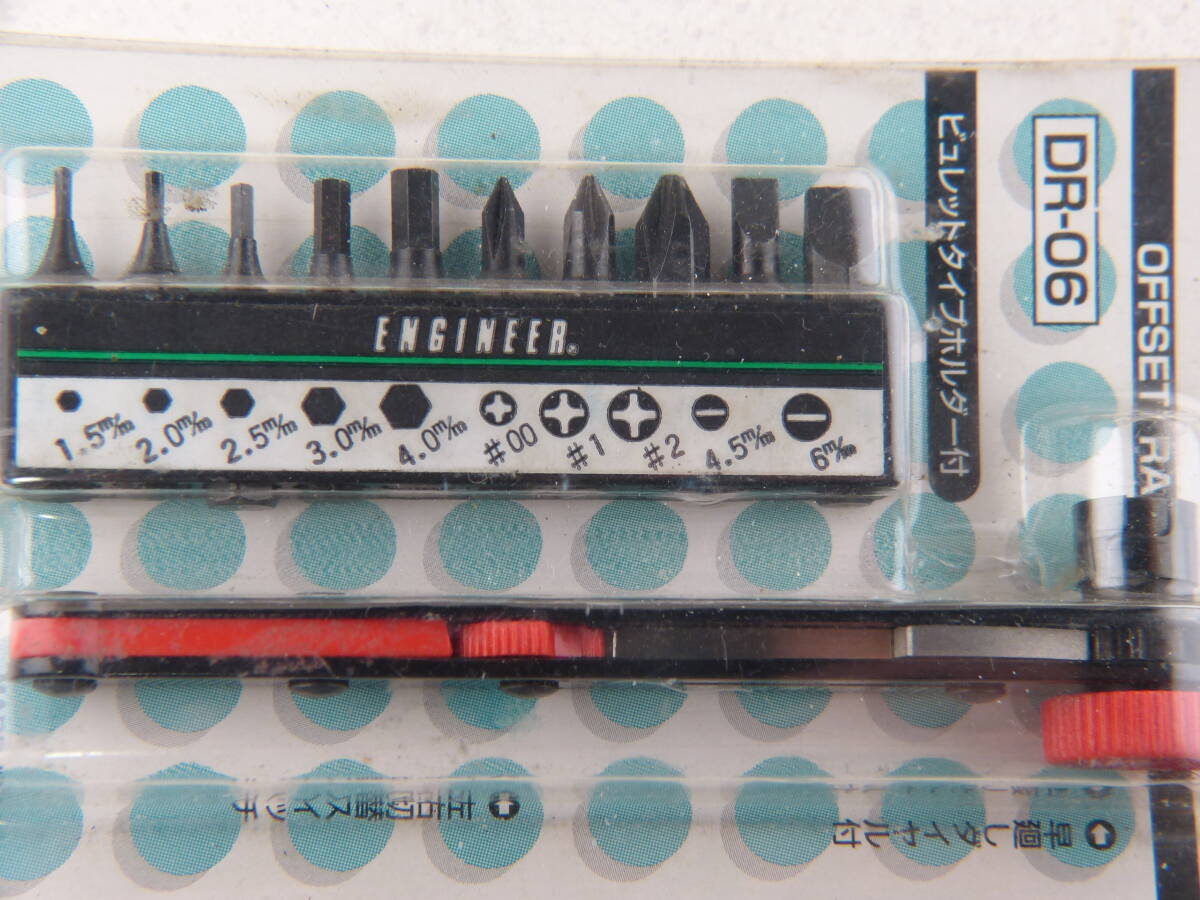 OFFSET RA
DR-06
ビュレットタイプホルダー付
ENGINEER
1.5m/m 2.0m/m 2.5m/m 3.0m/m 4.0m/m #00 #1 #2 4.5m/m 6m/m
左右切替スイッチ
早廻しダイヤル付